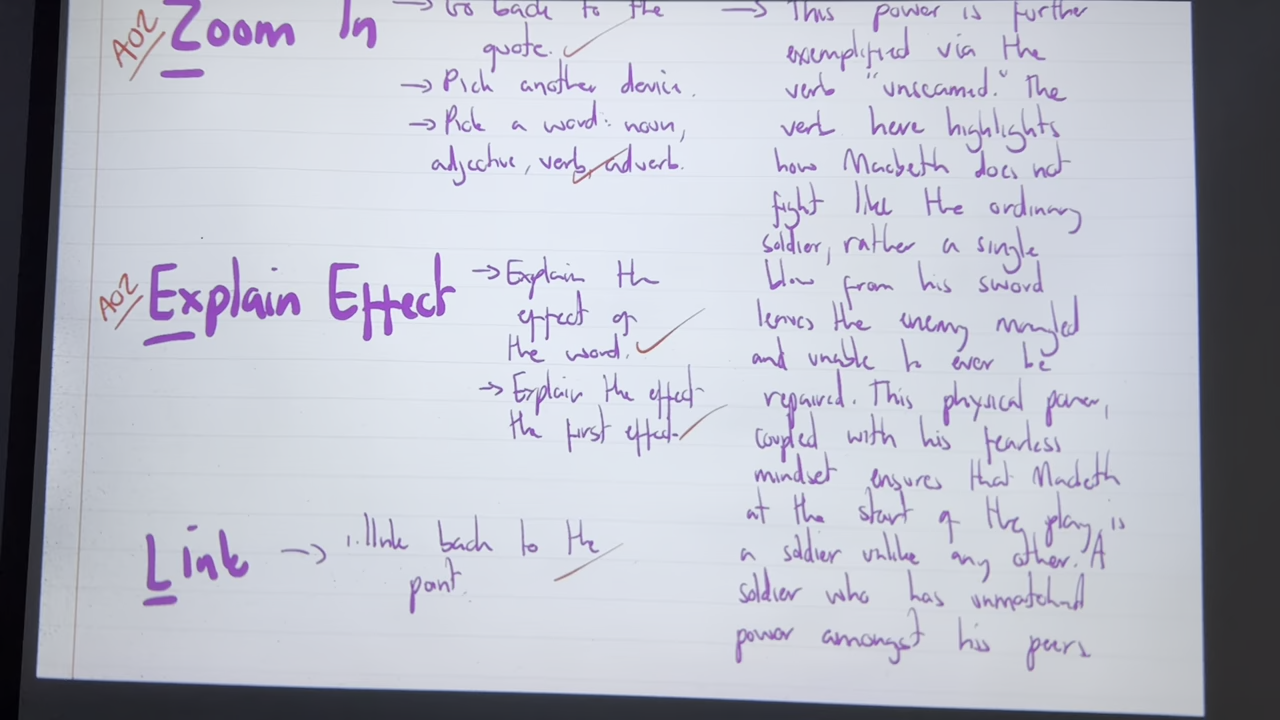 AO2
Zoom In
→ Go back to the
quote.
→ Pick another device.
→ Pick a word: noun,
adjective, verb, adverb.
AO2
Explain Effect
→ Explain the
effect of
the word.
→ Explain the effect
the first effect.
Link → 1. link back to the
point.
→ This power is further
exemplified via the
verb "unseamed." The
verb here highlights
how Macbeth does not
fight like the ordinary
soldier, rather a single
blow from his sword
leaves the enemy mangled
and unable to ever be
repaired. This physical power,
coupled with his fearless
mindset ensures that Macbeth
at the start of the play, is
a soldier unlike any other. A
soldier who has unmatched
power amongst his peers